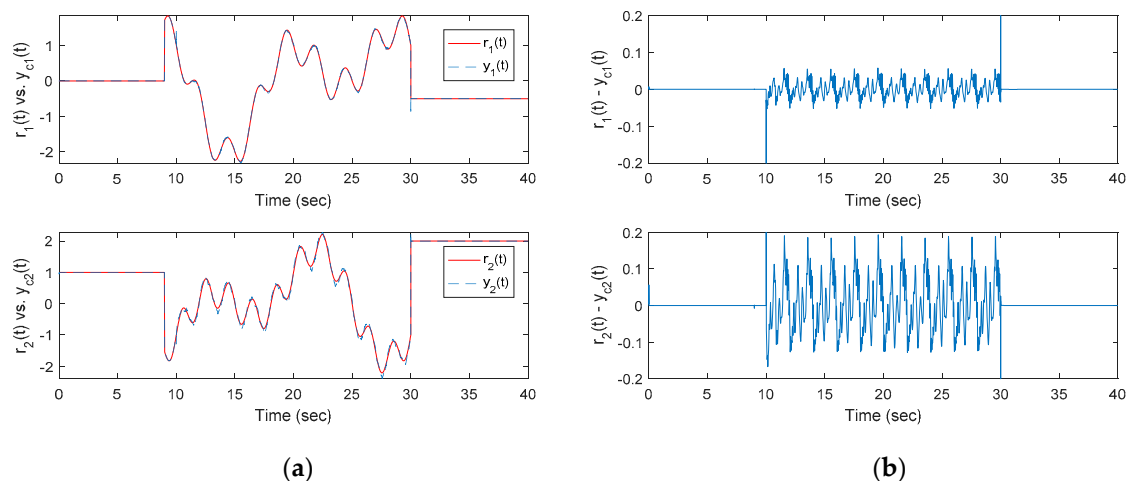 r1(t) vs. yc1(t)
1
0
-1
-2
r1(t)
y1(t)
0 5 10 15 20 25 30 35 40
Time (sec)
r2(t) vs. yc2(t)
2
1
0
-1
-2
r2(t)
y2(t)
0 5 10 15 20 25 30 35 40
Time (sec)
(a)
r1(t) - yc1(t)
0.2
0.1
0
-0.1
-0.2
0 5 10 15 20 25 30 35 40
Time (sec)
r2(t) - yc2(t)
0.2
0.1
0
-0.1
-0.2
0 5 10 15 20 25 30 35 40
Time (sec)
(b)